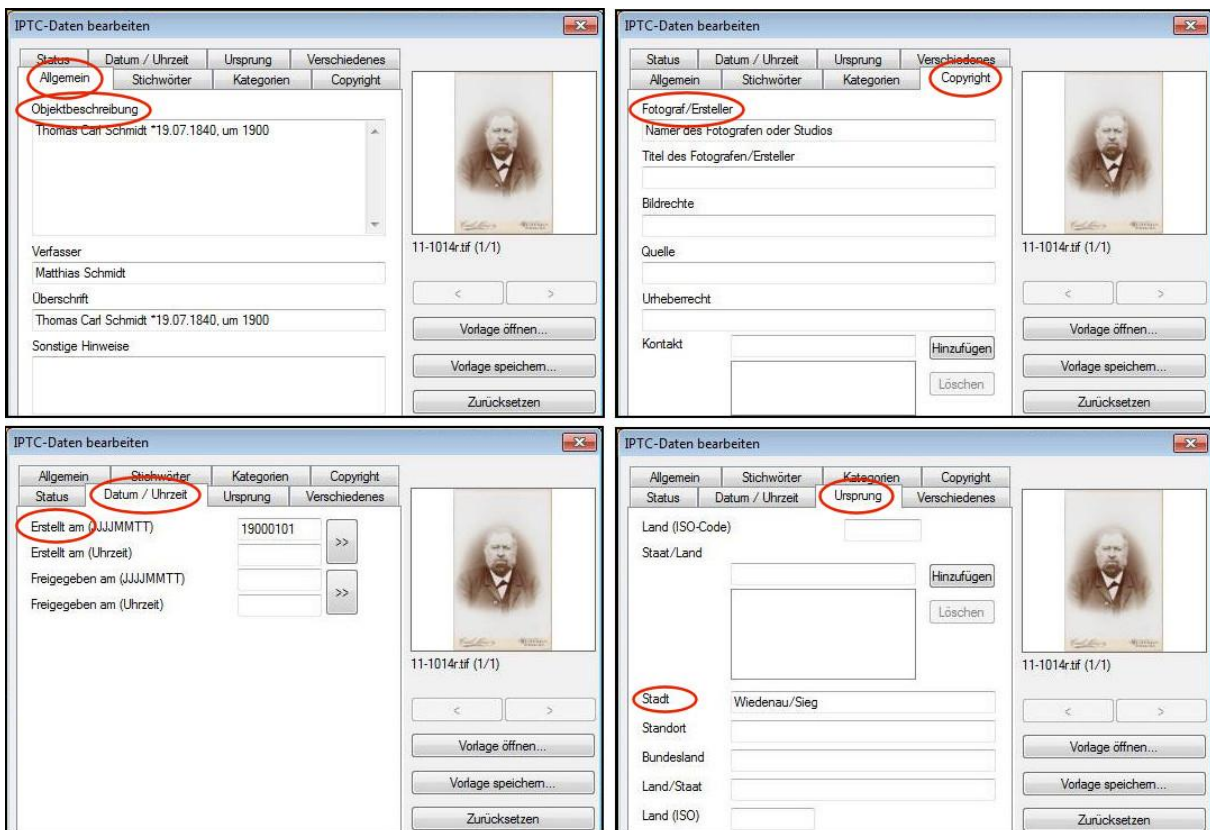 IPTC-Daten bearbeiten
Status Datum / Uhrzeit Ursprung Verschiedenes
Allgemein Stichwörter Kategorien Copyright
Objektbeschreibung
Thomas Carl Schmidt *19.07.1840, um 1900
Verfasser
Matthias Schmidt
Überschrift
Thomas Carl Schmidt *19.07.1840, um 1900
Sonstige Hinweise
11-1014r.tif (1/1)
< >
Vorlage öffnen...
Vorlage speichern...
Zurücksetzen
IPTC-Daten bearbeiten
Status Datum / Uhrzeit Ursprung Verschiedenes
Allgemein Stichwörter Kategorien Copyright
Fotograf/Ersteller
Namer des Fotografen oder Studios
Titel des Fotografen/Ersteller
Bildrechte
Quelle
Urheberrecht
Kontakt
Hinzufügen
Löschen
11-1014r.tif (1/1)
< >
Vorlage öffnen...
Vorlage speichern...
Zurücksetzen
IPTC-Daten bearbeiten
Allgemein Stichwörter Kategorien Copyright
Status Datum / Uhrzeit Ursprung Verschiedenes
Erstellt am (JJJJMMTT) 19000101
>>
Erstellt am (Uhrzeit)
Freigegeben am (JJJJMMTT)
>>
Freigegeben am (Uhrzeit)
11-1014r.tif (1/1)
< >
Vorlage öffnen...
Vorlage speichern...
Zurücksetzen
IPTC-Daten bearbeiten
Allgemein Stichwörter Kategorien Copyright
Status Datum / Uhrzeit Ursprung Verschiedenes
Land (ISO-Code)
Staat/Land
Hinzufügen
Löschen
Stadt Wiedenau/Sieg
Standort
Bundesland
Land/Staat
Land (ISO)
11-1014r.tif (1/1)
< >
Vorlage öffnen...
Vorlage speichern...
Zurücksetzen